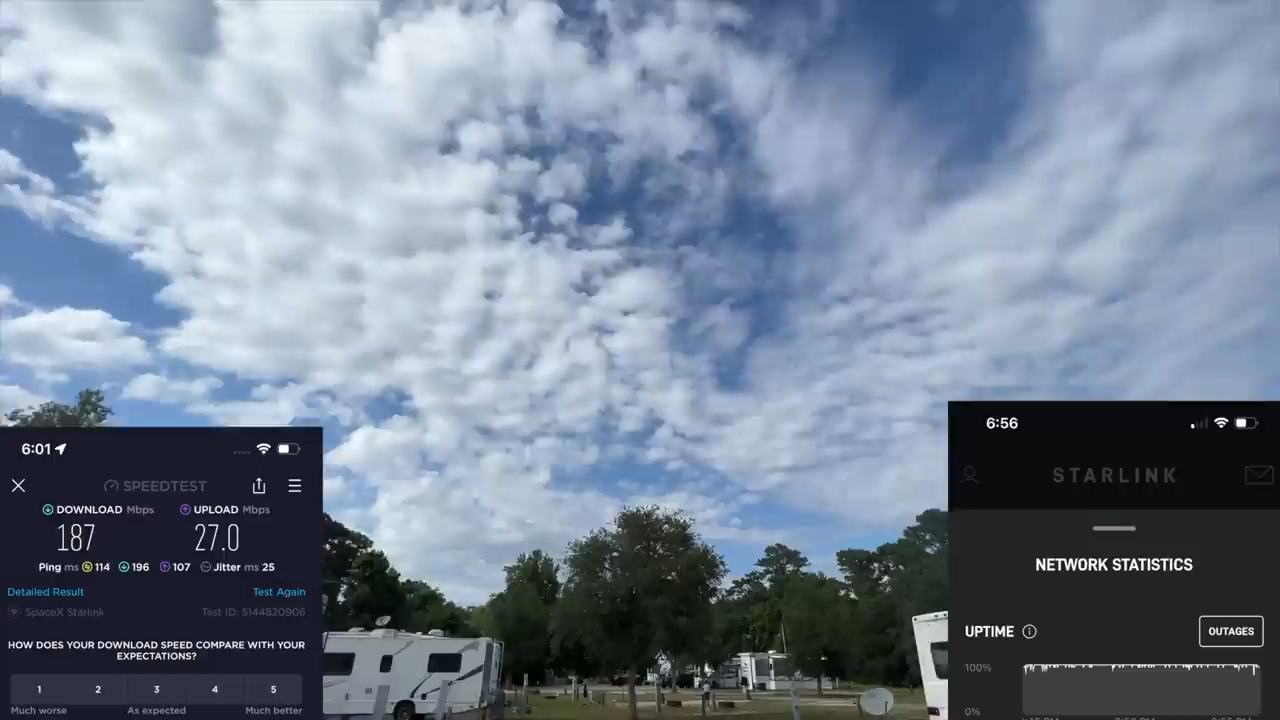 6:01
SPEEDTEST
DOWNLOAD Mbps
UPLOAD Mbps
187
27.0
Ping ms 114 196 107 Jitter ms 25
Detailed Result
Test Again
SpaceX Starlink
Test ID: 5144820906
HOW DOES YOUR DOWNLOAD SPEED COMPARE WITH YOUR
EXPECTATIONS?
1 2 3 4 5
Much worse
As expected
Much better
6:56
STARLINK
NETWORK STATISTICS
UPTIME
OUTAGES
100%
0%